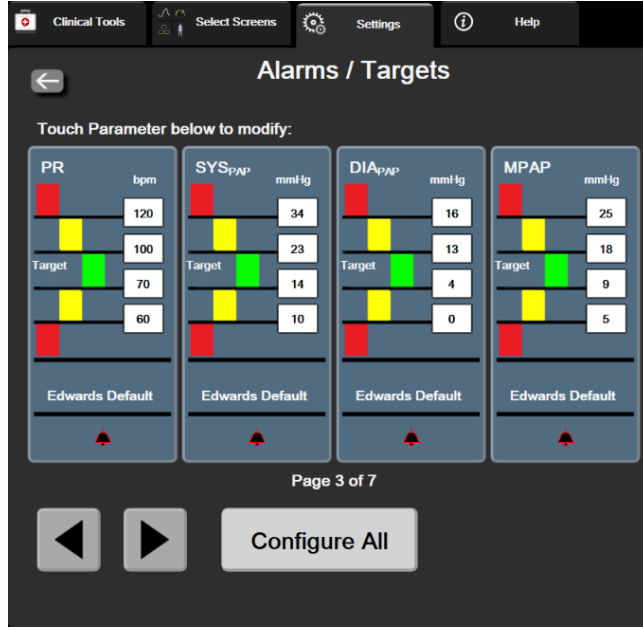 Clinical Tools Select Screens Settings Help
Alarms / Targets
Touch Parameter below to modify:
PR bpm
120
100
Target
70
60
Edwards Default
SYSPAP mmHg
34
23
Target
14
10
Edwards Default
DIAPAP mmHg
16
13
Target
4
0
Edwards Default
MPAP mmHg
25
18
Target
9
5
Edwards Default
Page 3 of 7
Configure All